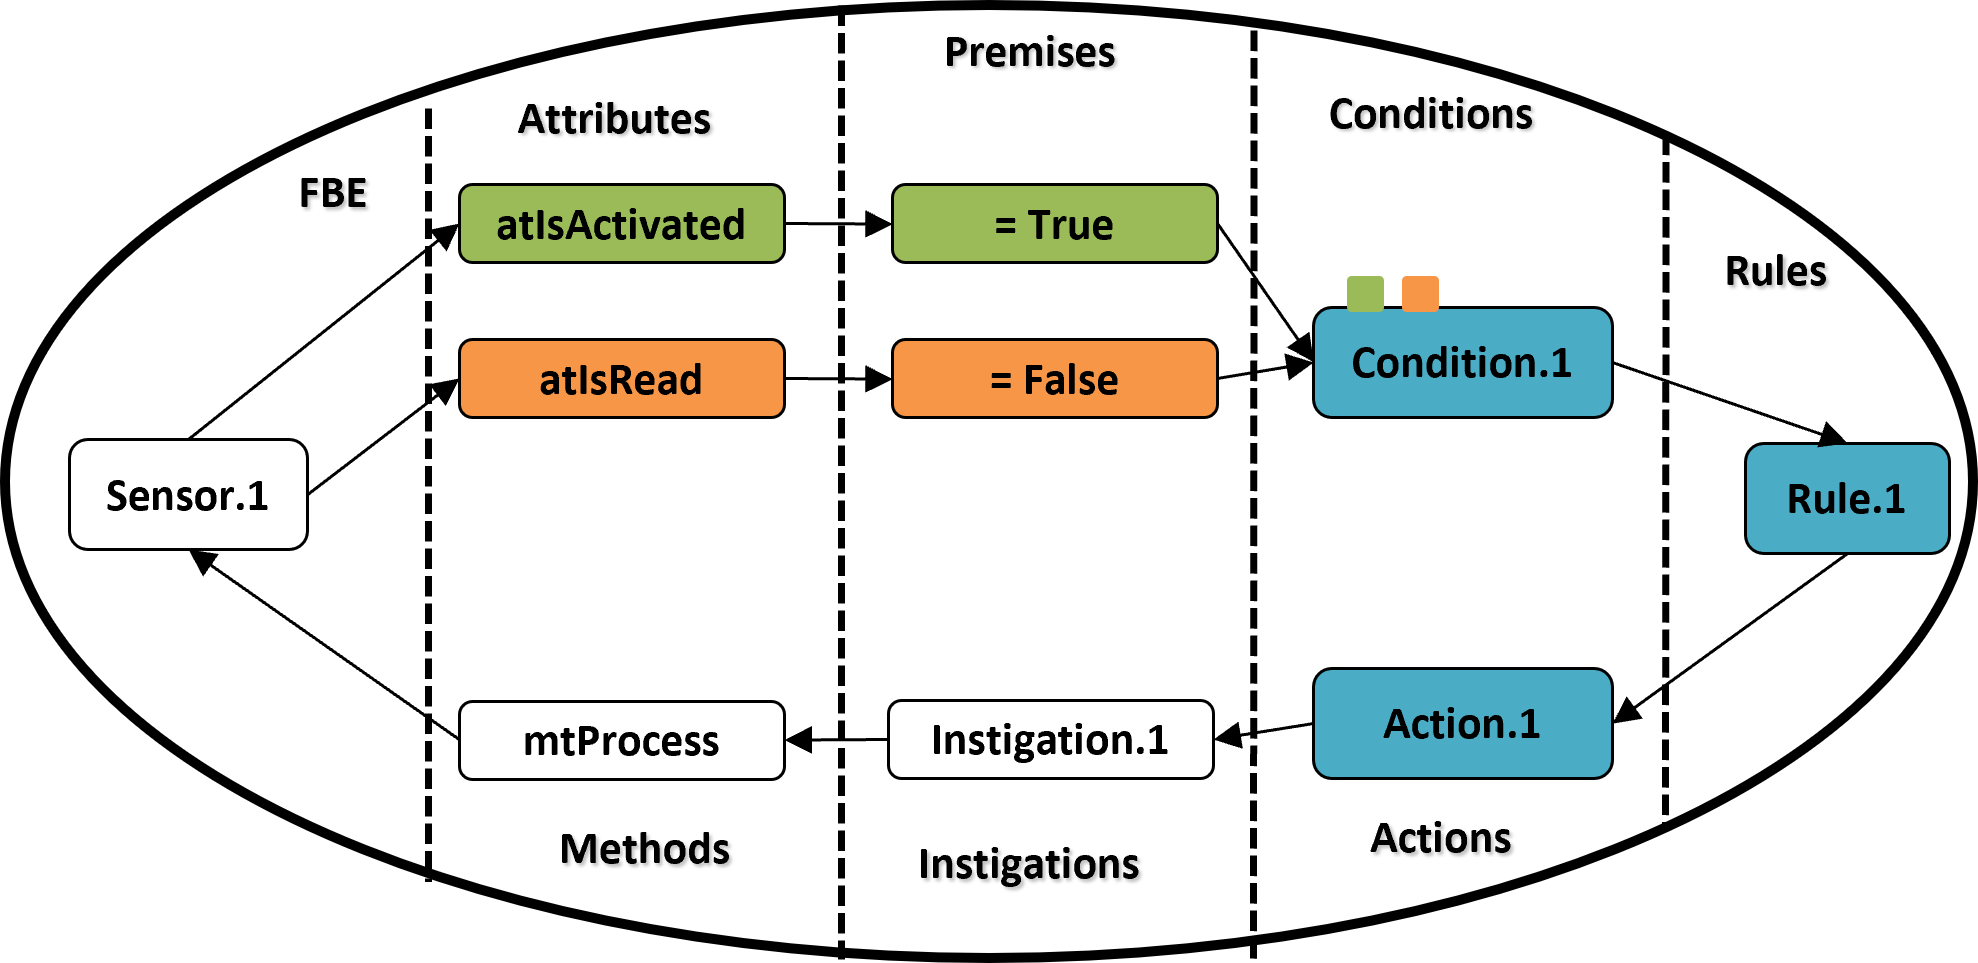 Premises
Attributes
Conditions
FBE
atIsActivated
= True
Rules
atIsRead
= False
Condition.1
Sensor.1
Rule.1
mtProcess
Instigation.1
Action.1
Methods
Instigations
Actions